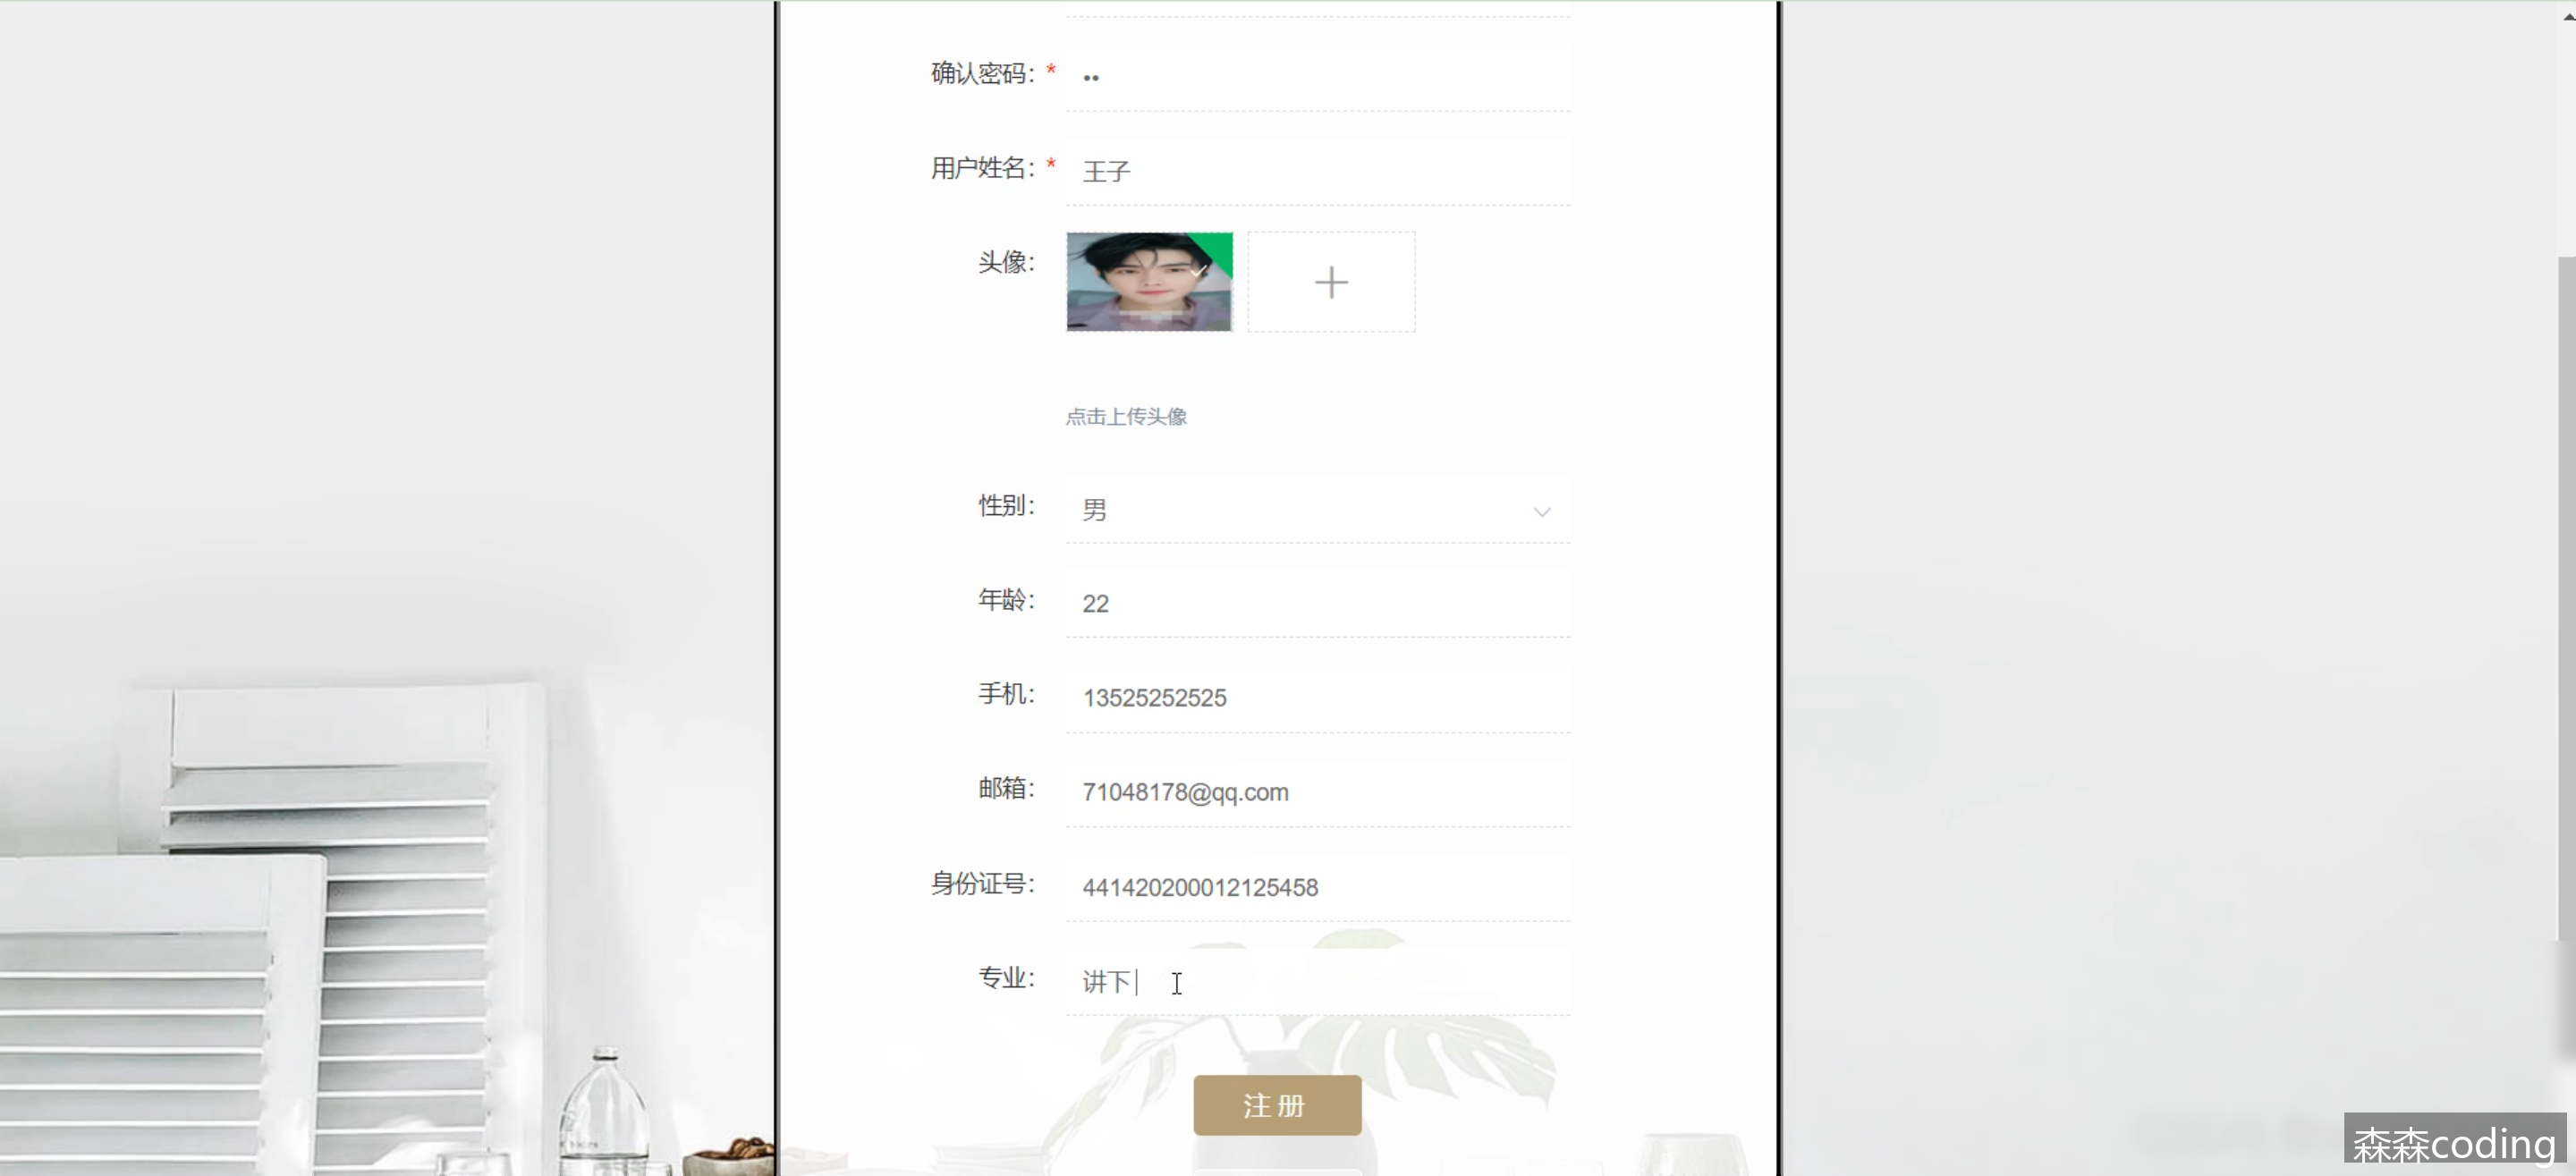 确认密码：* ••
用户姓名：* 王子
头像：
点击上传头像
性别： 男
年龄： 22
手机： 13525252525
邮箱： 71048178@qq.com
身份证号： 441420200012125458
专业： 讲下
注册
森森coding